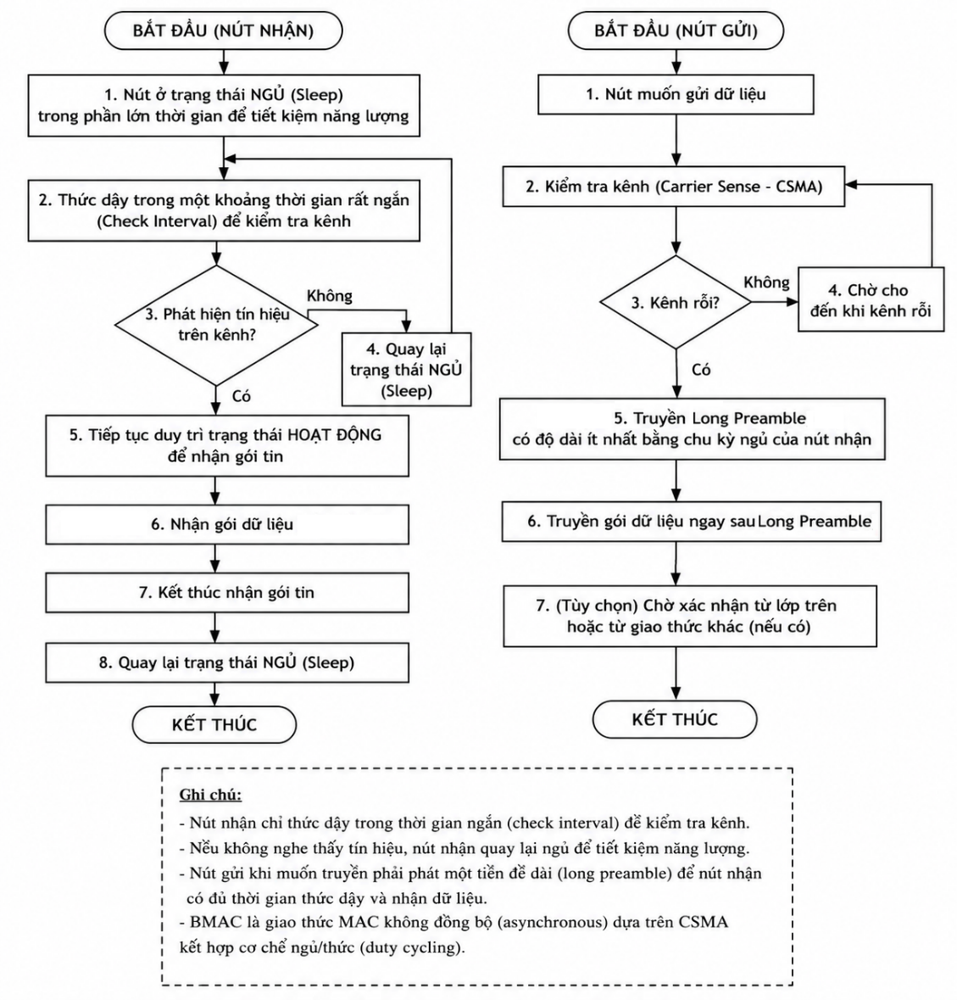 BẮT ĐẦU (NÚT NHẬN)
1. Nút ở trạng thái NGỦ (Sleep)
trong phần lớn thời gian để tiết kiệm năng lượng
2. Thức dậy trong một khoảng thời gian rất ngắn
(Check Interval) để kiểm tra kênh
3. Phát hiện tín hiệu
trên kênh?
Không
4. Quay lại
trạng thái NGỦ
(Sleep)
Có
5. Tiếp tục duy trì trạng thái HOẠT ĐỘNG
để nhận gói tin
6. Nhận gói dữ liệu
7. Kết thúc nhận gói tin
8. Quay lại trạng thái NGỦ (Sleep)
KẾT THÚC
BẮT ĐẦU (NÚT GỬI)
1. Nút muốn gửi dữ liệu
2. Kiểm tra kênh (Carrier Sense - CSMA)
3. Kênh rỗi?
Không
4. Chờ cho
đến khi kênh rỗi
Có
5. Truyền Long Preamble
có độ dài ít nhất bằng chu kỳ ngủ của nút nhận
6. Truyền gói dữ liệu ngay sau Long Preamble
7. (Tùy chọn) Chờ xác nhận từ lớp trên
hoặc từ giao thức khác (nếu có)
KẾT THÚC
Ghi chú:
- Nút nhận chỉ thức dậy trong thời gian ngắn (check interval) đề kiểm tra kênh.
- Nều không nghe thấy tín hiệu, nút nhận quay lại ngủ để tiết kiệm năng lượng.
- Nút gửi khi muốn truyền phải phát một tiền đề dài (long preamble) để nút nhận
có đủ thời gian thức dậy và nhận dữ liệu.
- BMAC là giao thức MAC không đồng bộ (asynchronous) dựa trên CSMA
kết hợp cơ chế ngủ/thức (duty cycling).